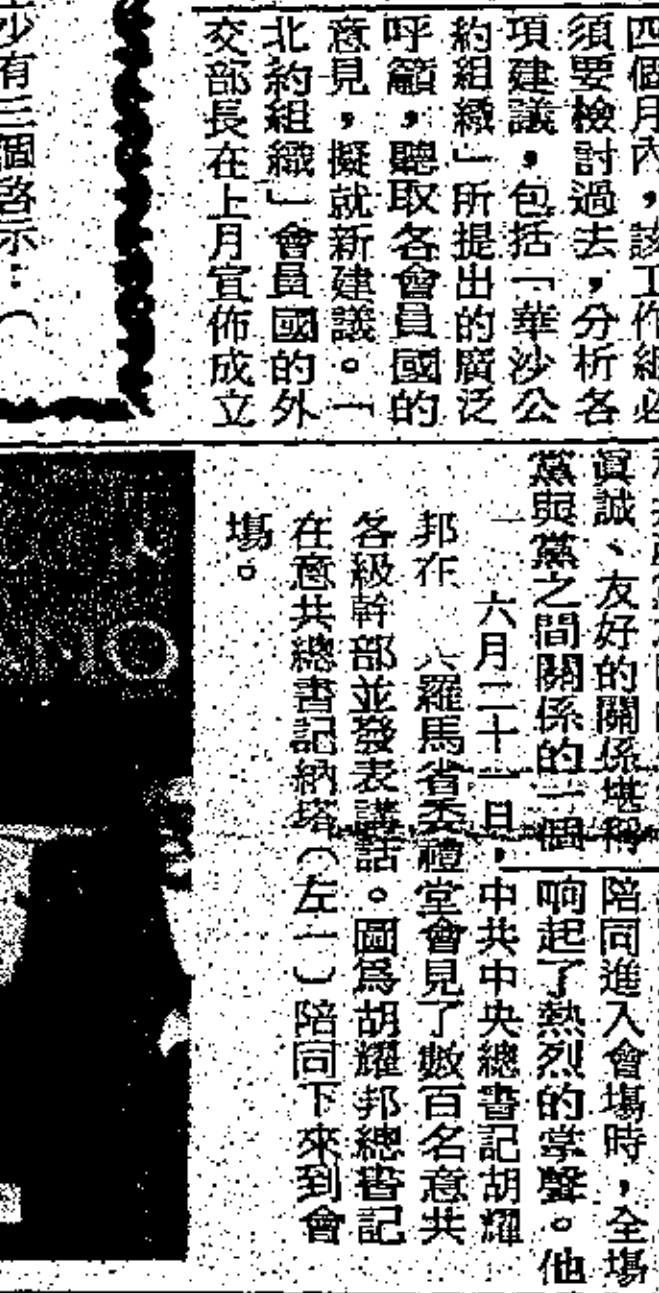 四個月內，該工作組必
須要檢討過去，分析各
項建議，包括「華沙公
約組織」所提出的廣泛
呼籲，聽取各會員國的
意見，擬就新建議。「
北約組織」會員國的外
交部長在上月宣佈成立
少有三個啓示：（
眞誠、友好的關係堪稱
黨與黨之間關係的一個
陪同進入會場時，全場
响起了熱烈的掌聲。他
六月二十一日，中共中央總書記胡耀
邦在 羅馬省委禮堂會見了數百名意共
各級幹部並發表講話。圖爲胡耀邦總書記
在意共總書記納塔（左一）陪同下來到會
場。